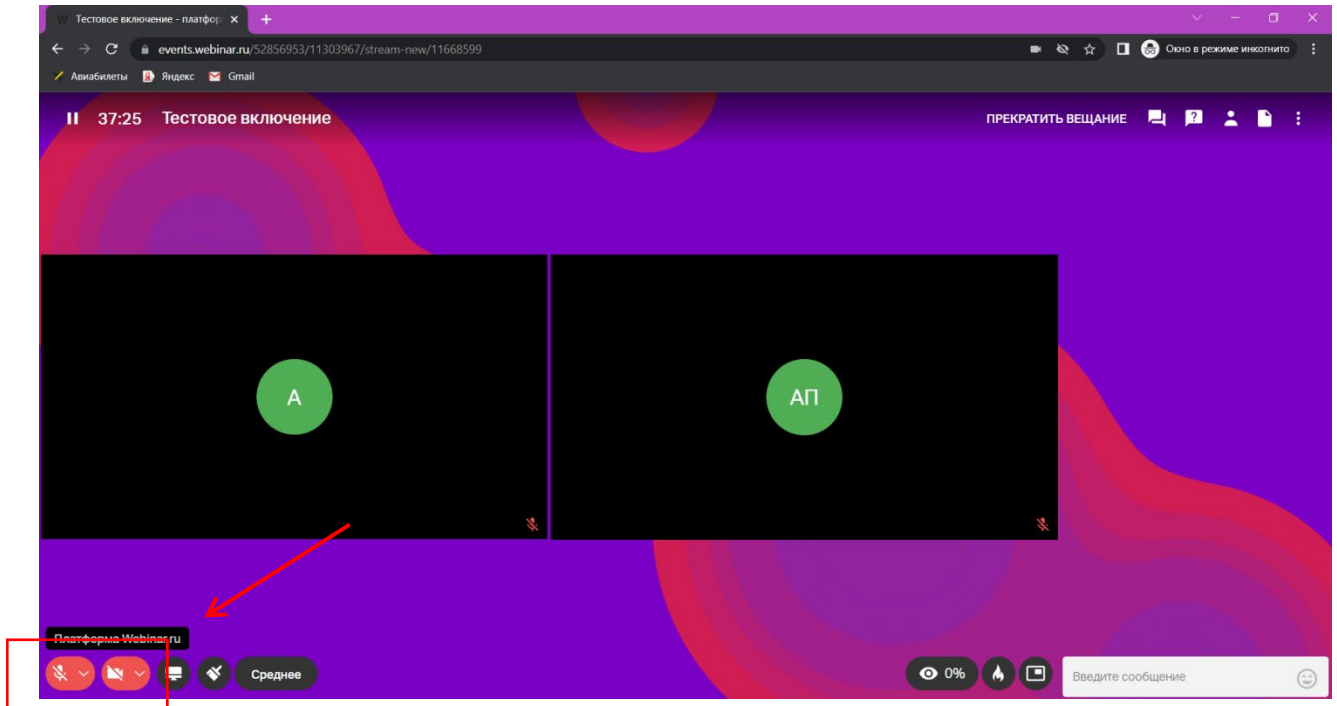 Тестовое включение - платфор
events.webinar.ru/52856953/11303967/stream-new/11668599
Окно в режиме инкогнито
Авиабилеты Яндекс Gmail
37:25 Тестовое включение ПРЕКРАТИТЬ ВЕЩАНИЕ
А АП
Платформа Webinar.ru
Среднее 0% Введите сообщение